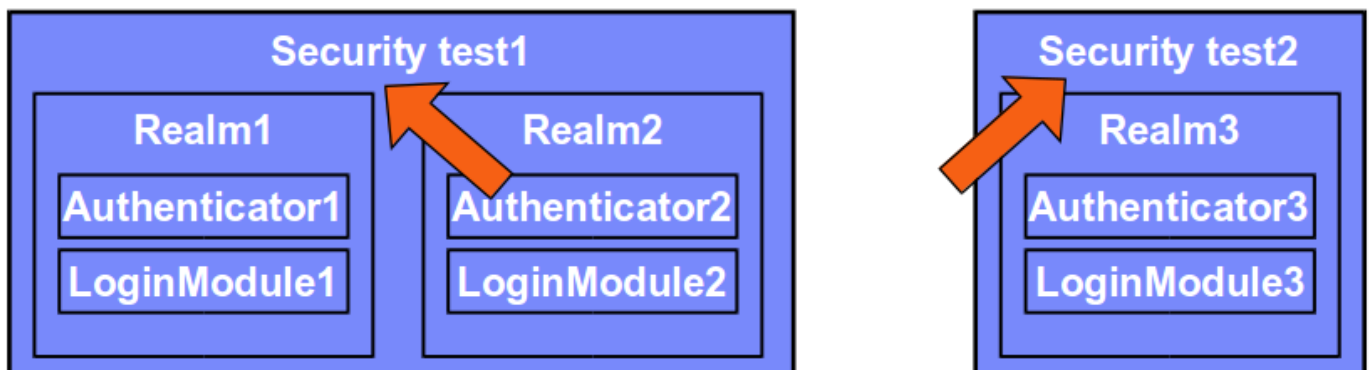 Security test1
Realm1
Authenticator1
LoginModule1
Realm2
Authenticator2
LoginModule2
Security test2
Realm3
Authenticator3
LoginModule3